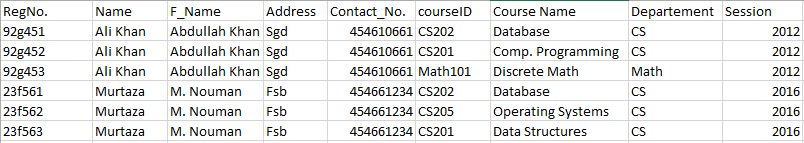 RegNo. Name F_Name Address Contact_No. courseID Course Name Departement Session
92g451 Ali Khan Abdullah Khan Sgd 454610661 CS202 Database CS 2012
92g452 Ali Khan Abdullah Khan Sgd 454610661 CS201 Comp. Programming CS 2012
92g453 Ali Khan Abdullah Khan Sgd 454610661 Math101 Discrete Math Math 2012
23f561 Murtaza M. Nouman Fsb 454661234 CS202 Database CS 2016
23f562 Murtaza M. Nouman Fsb 454661234 CS205 Operating Systems CS 2016
23f563 Murtaza M. Nouman Fsb 454661234 CS201 Data Structures CS 2016